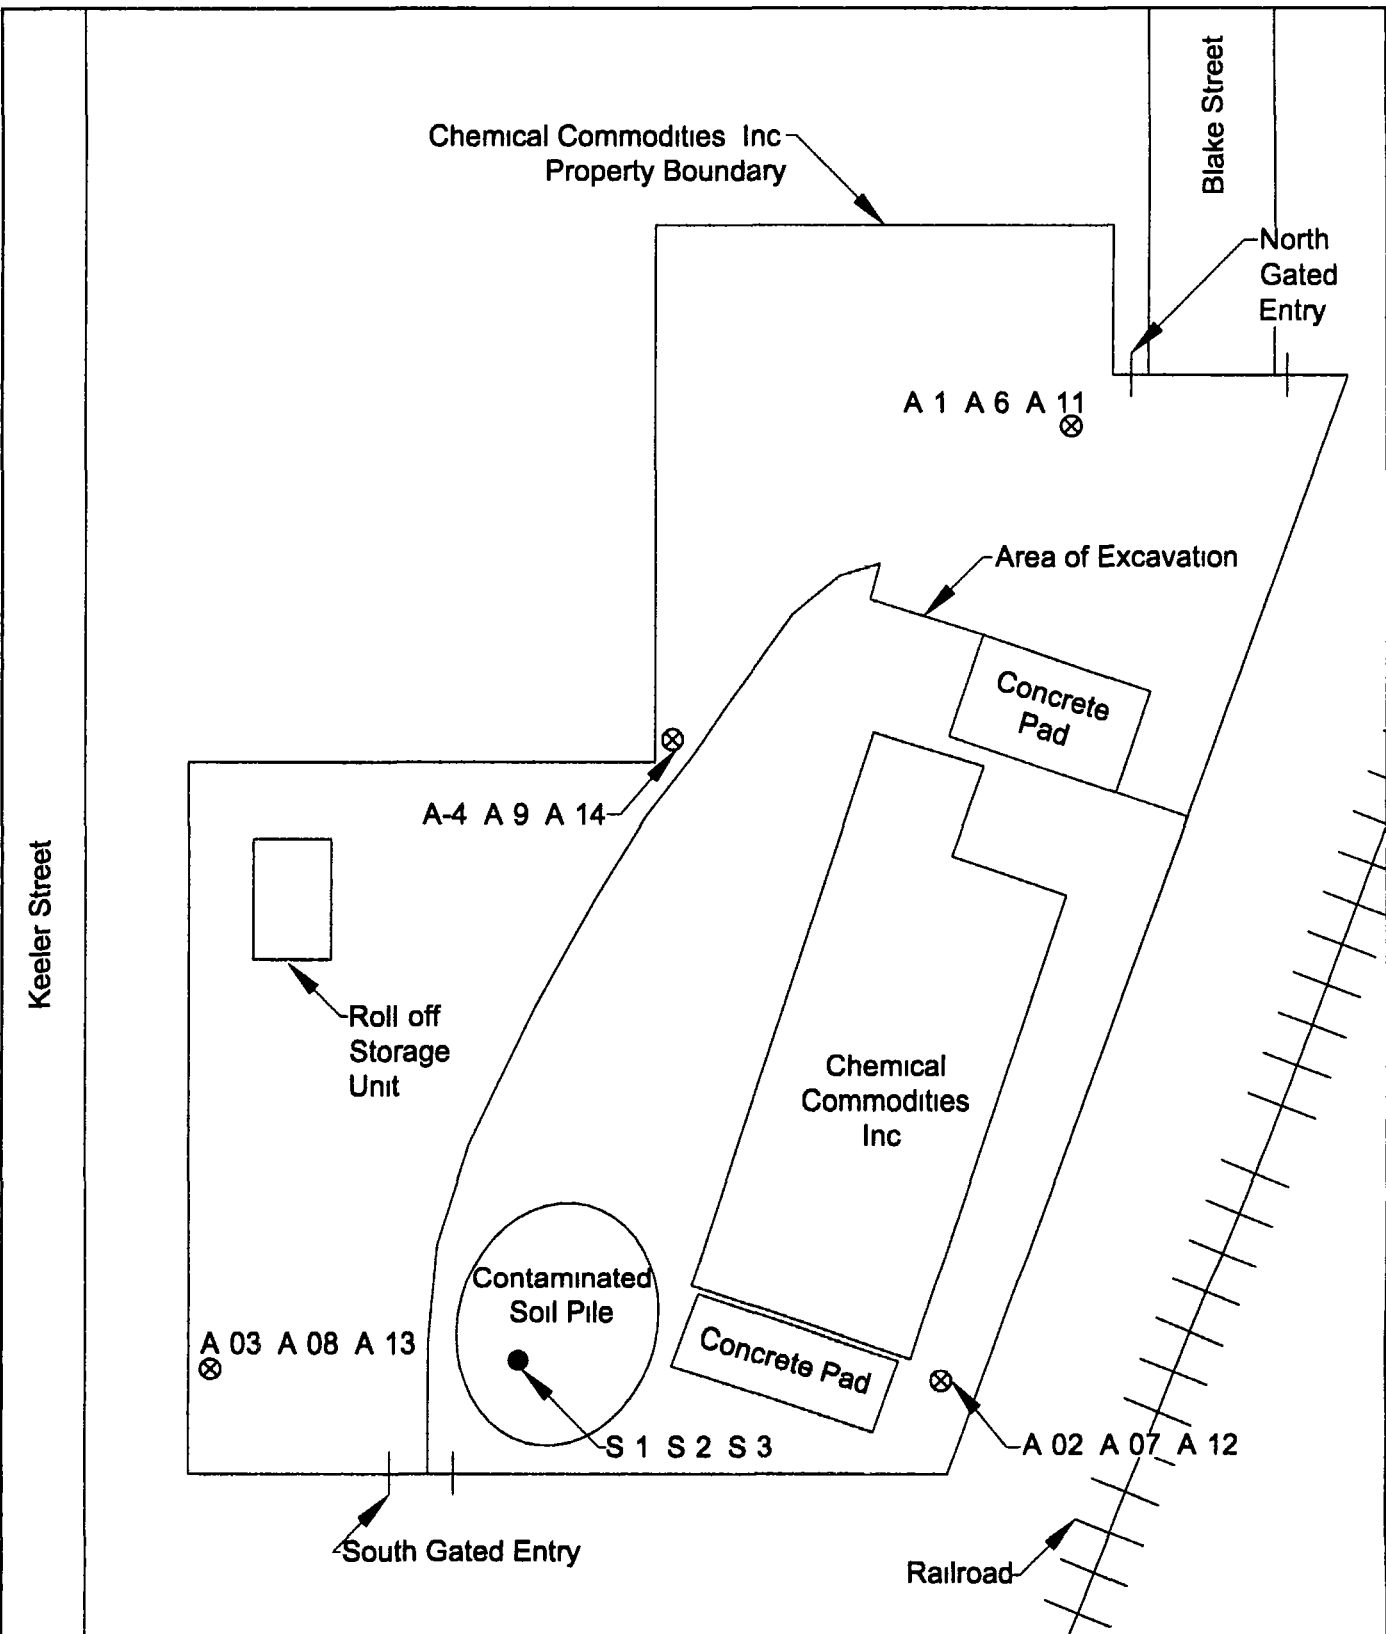 Blake Street
Chemical Commodities Inc
Property Boundary
North
Gated
Entry
A 1 A 6 A 11
Area of Excavation
Concrete
Pad
A-4 A 9 A 14
Keeler Street
Roll off
Storage
Unit
Chemical
Commodities
Inc
Contaminated
Soil Pile
A 03 A 08 A 13
Concrete Pad
S 1 S 2 S 3
A 02 A 07 A 12
South Gated Entry
Railroad